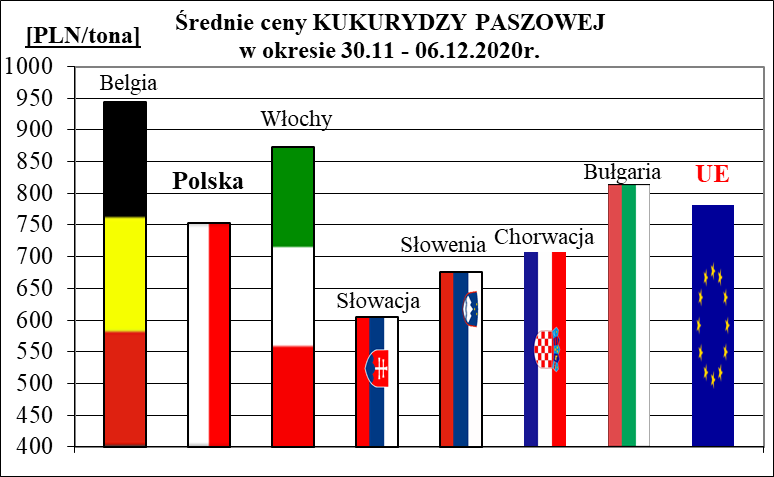 Średnie ceny KUKURYDZY PASZOWEJ
w okresie 30.11 - 06.12.2020r.
[PLN/tona]
1000
950
900
850
800
750
700
650
600
550
500
450
400
Belgia
Polska
Włochy
Słowacja
Słowenia
Chorwacja
Bułgaria
UE